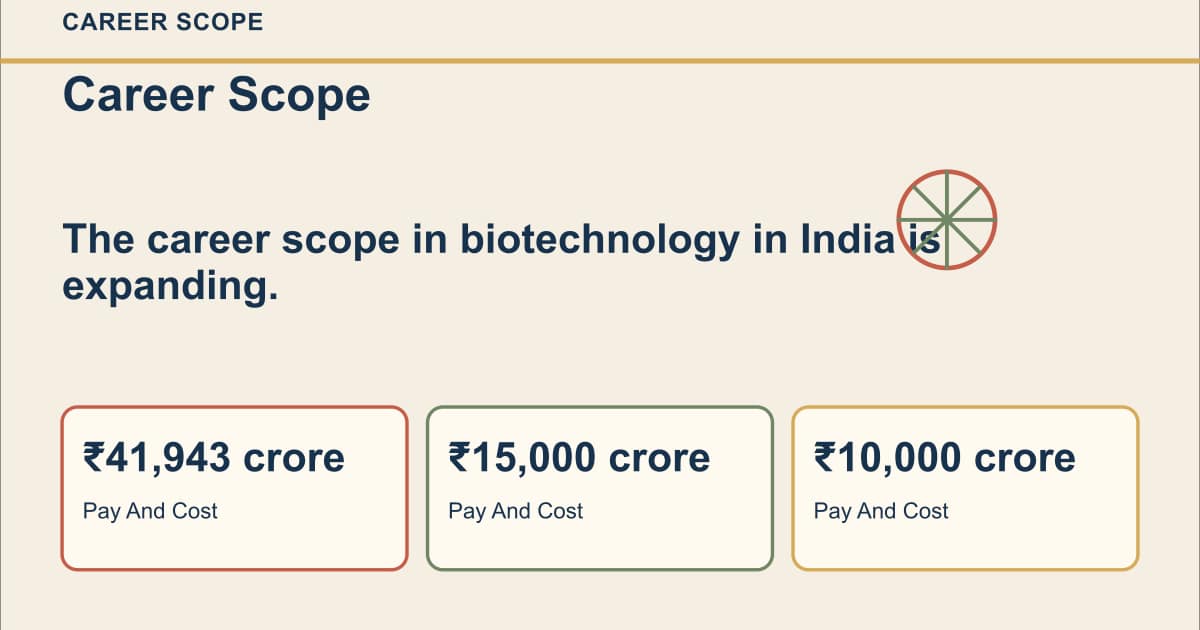 CAREER SCOPE
Career Scope
The career scope in biotechnology in India is
expanding.
₹41,943 crore
Pay And Cost
₹15,000 crore
Pay And Cost
₹10,000 crore
Pay And Cost